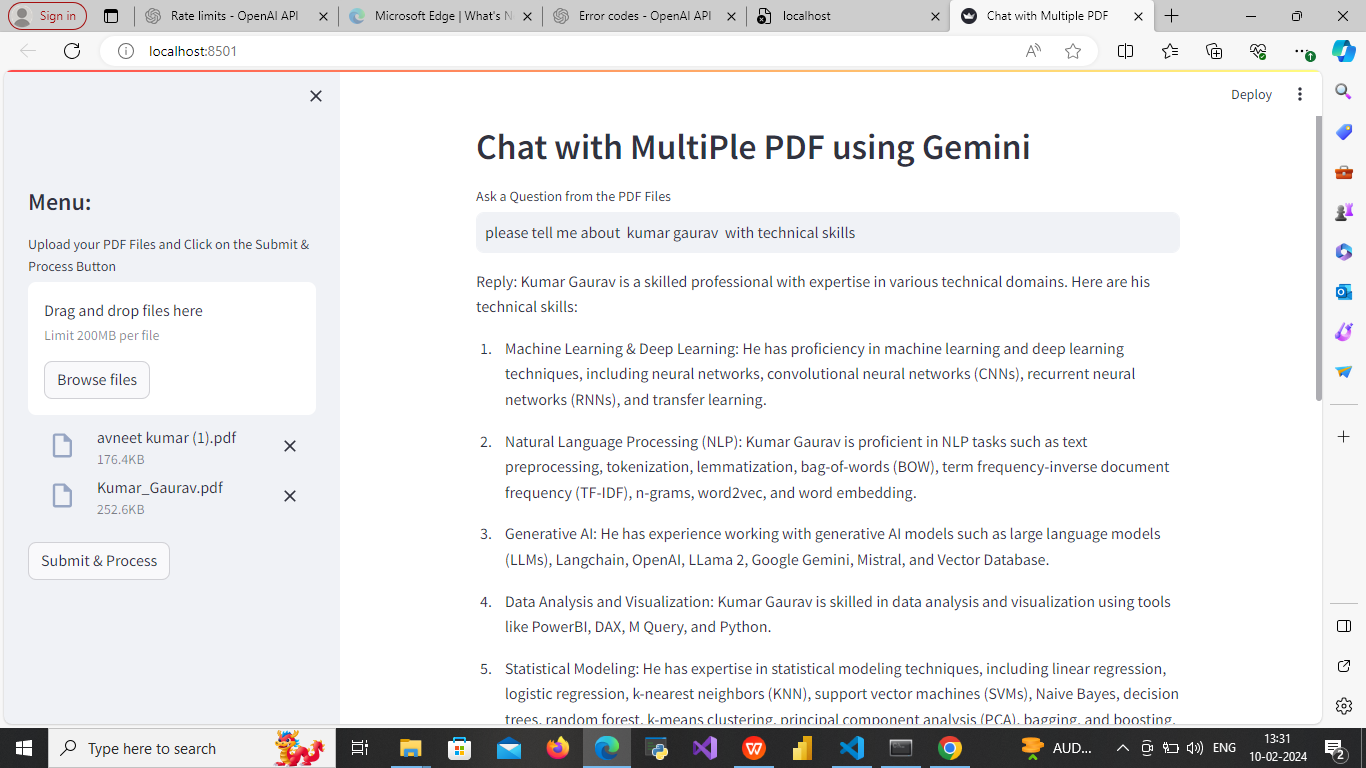 Sign in
Rate limits - OpenAI API
Microsoft Edge | What's N
Error codes - OpenAI API
localhost
Chat with Multiple PDF
localhost:8501
Deploy
Menu:
Upload your PDF Files and Click on the Submit &
Process Button
Drag and drop files here
Limit 200MB per file
Browse files
avneet kumar (1).pdf
176.4KB
Kumar_Gaurav.pdf
252.6KB
Submit & Process
Chat with MultiPle PDF using Gemini
Ask a Question from the PDF Files
please tell me about  kumar gaurav  with technical skills
Reply: Kumar Gaurav is a skilled professional with expertise in various technical domains. Here are his
technical skills:
1. Machine Learning & Deep Learning: He has proficiency in machine learning and deep learning
techniques, including neural networks, convolutional neural networks (CNNs), recurrent neural
networks (RNNs), and transfer learning.
2. Natural Language Processing (NLP): Kumar Gaurav is proficient in NLP tasks such as text
preprocessing, tokenization, lemmatization, bag-of-words (BOW), term frequency-inverse document
frequency (TF-IDF), n-grams, word2vec, and word embedding.
3. Generative AI: He has experience working with generative AI models such as large language models
(LLMs), Langchain, OpenAI, LLama 2, Google Gemini, Mistral, and Vector Database.
4. Data Analysis and Visualization: Kumar Gaurav is skilled in data analysis and visualization using tools
like PowerBI, DAX, M Query, and Python.
5. Statistical Modeling: He has expertise in statistical modeling techniques, including linear regression,
logistic regression, k-nearest neighbors (KNN), support vector machines (SVMs), Naive Bayes, decision
trees, random forest, k-means clustering, principal component analysis (PCA), bagging, and boosting.
Type here to search
AUD...
ENG
13:31
10-02-2024
2